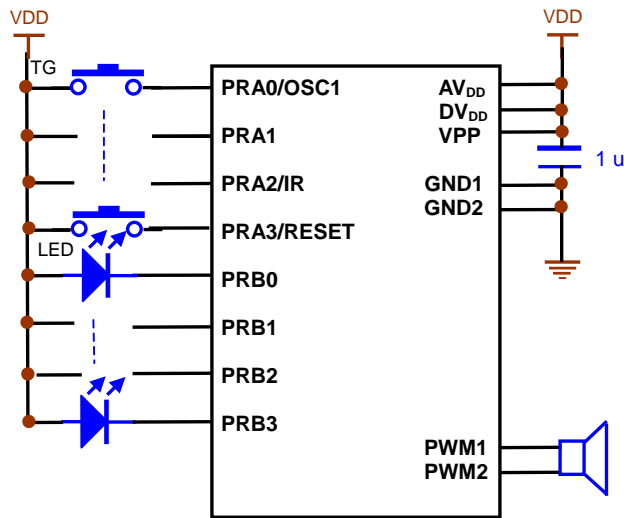 VDD
VDD
TG
PRA0/OSC1
AVDD
DVDD
PRA1
VPP
1 u
PRA2/IR
GND1
GND2
PRA3/RESET
LED
PRB0
PRB1
PRB2
PRB3
PWM1
PWM2